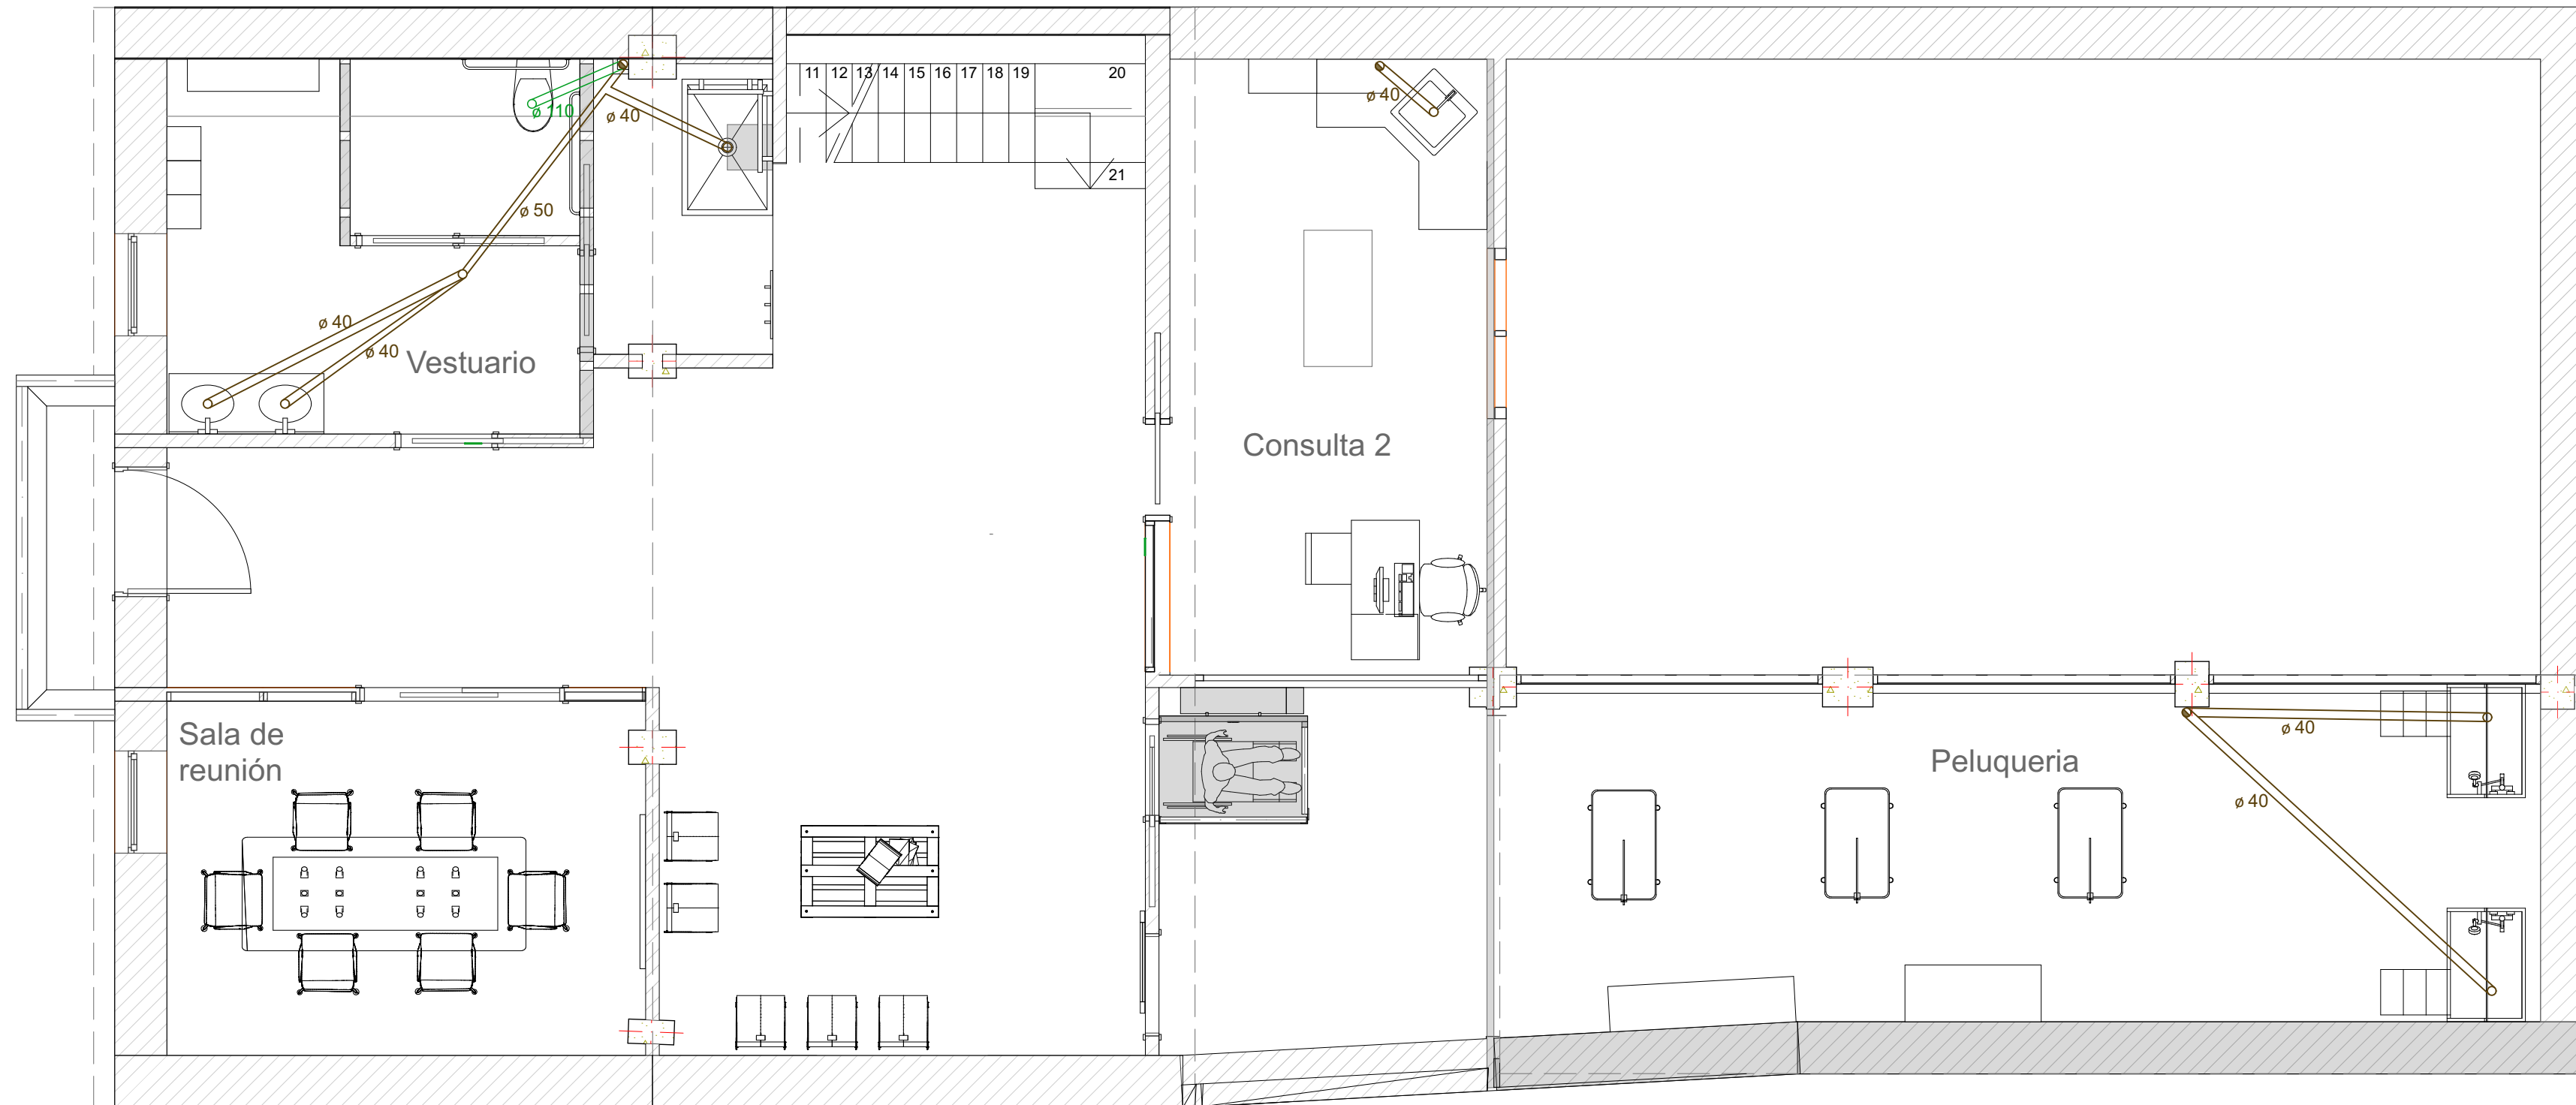 11 12 13 14 15 16 17 18 19 20
21
ø 110
ø 40
ø 50
ø 40
ø 40
Vestuario
ø 40
Consulta 2
Sala de
reunión
Peluqueria
ø 40
ø 40